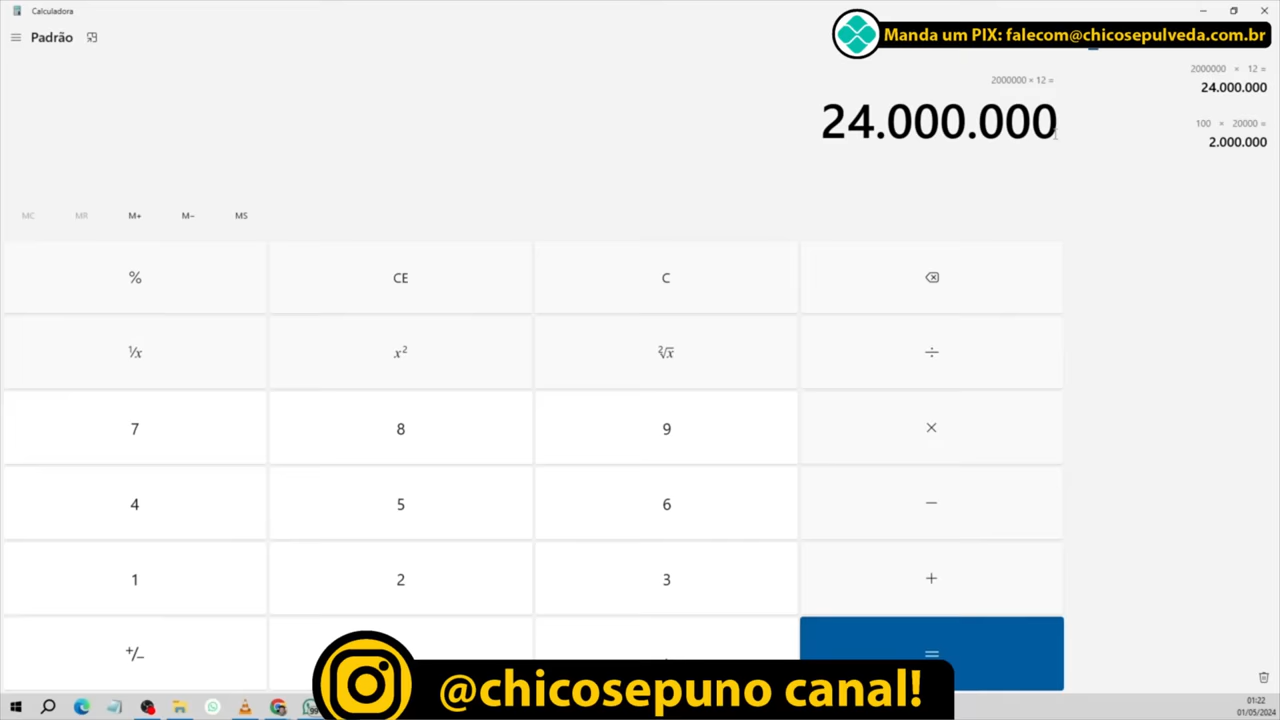 Calculadora
Padrão
Manda um PIX: falecom@chicosepulveda.com.br
2000000 × 12 =
24.000.000
2000000 × 12 =
24.000.000
100 × 20000 =
2.000.000
MC MR M+ M- MS
% CE C
¹/x x² ²√x ÷
7 8 9 ×
4 5 6 −
1 2 3 +
+/− =
@chicosepuno canal!
99
01:22
01/05/2024